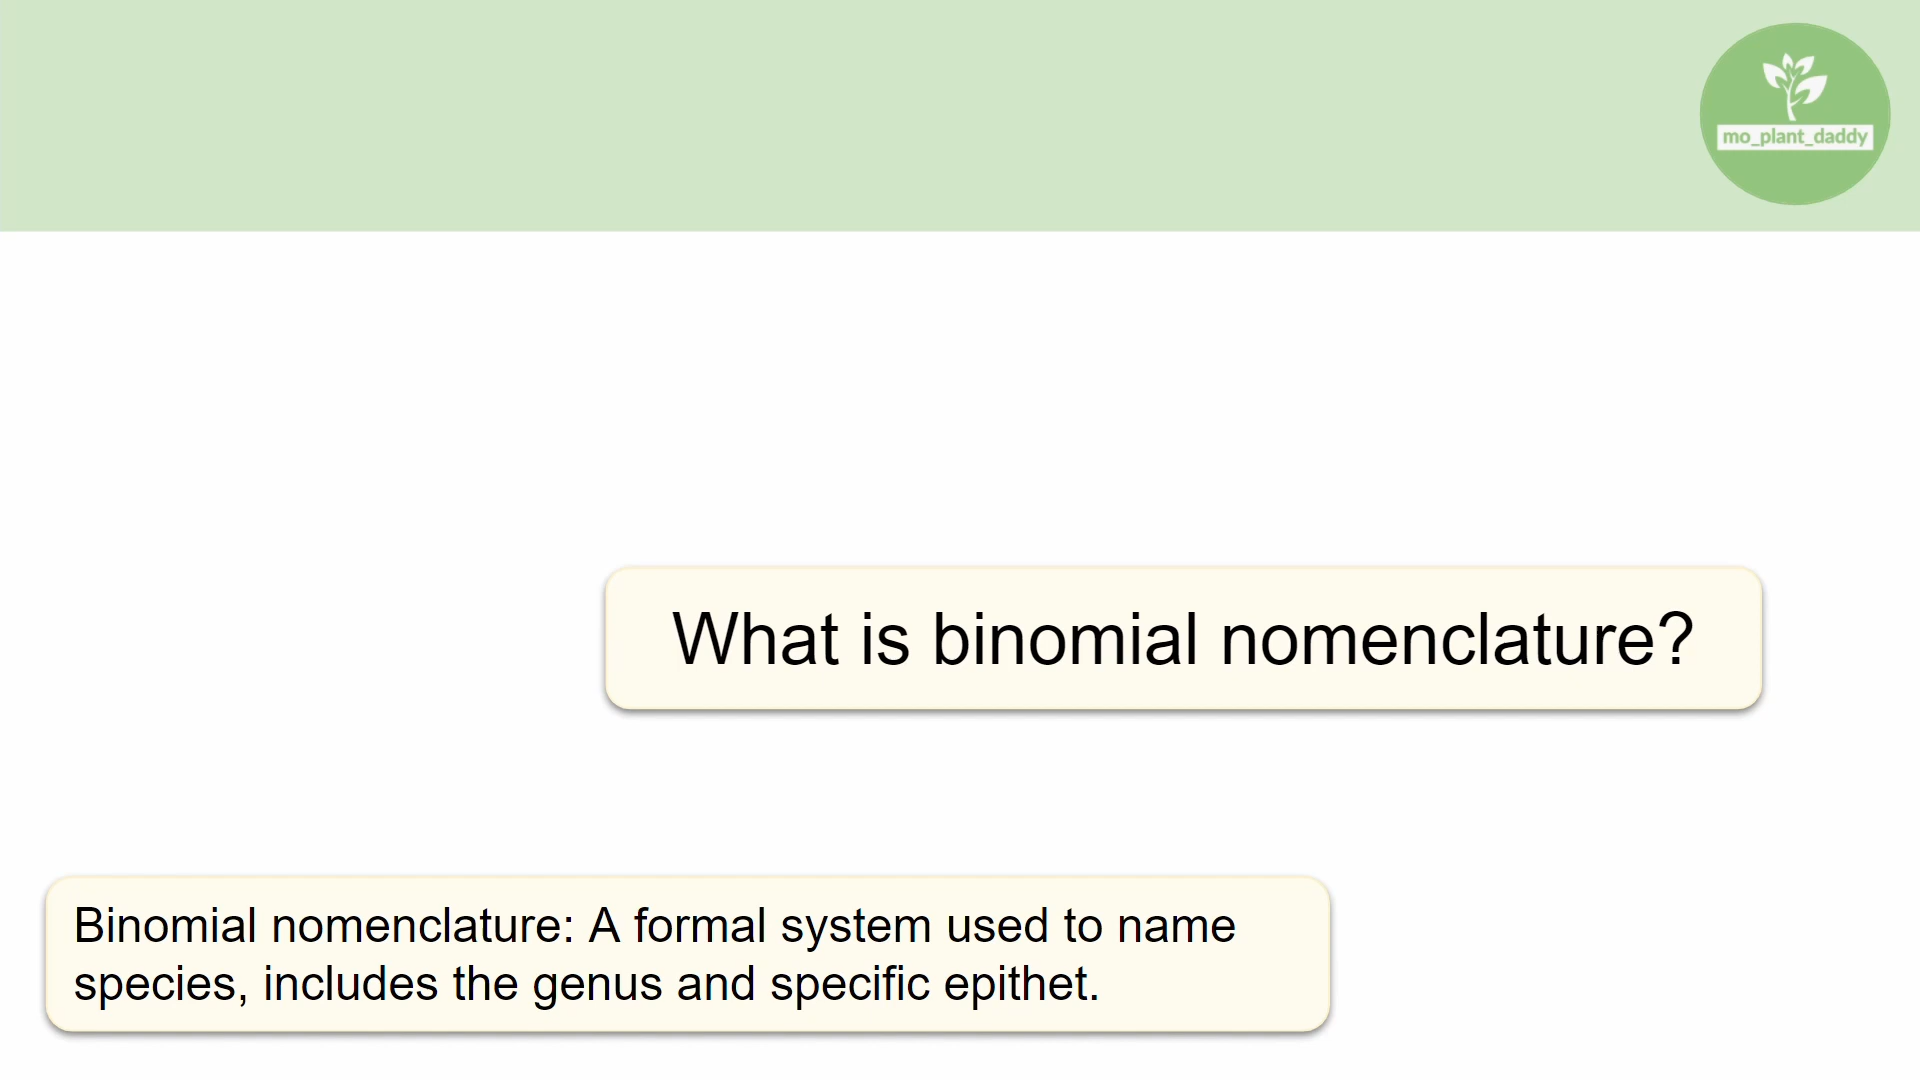 mo_plant_daddy
What is binomial nomenclature?
Binomial nomenclature: A formal system used to name
species, includes the genus and specific epithet.